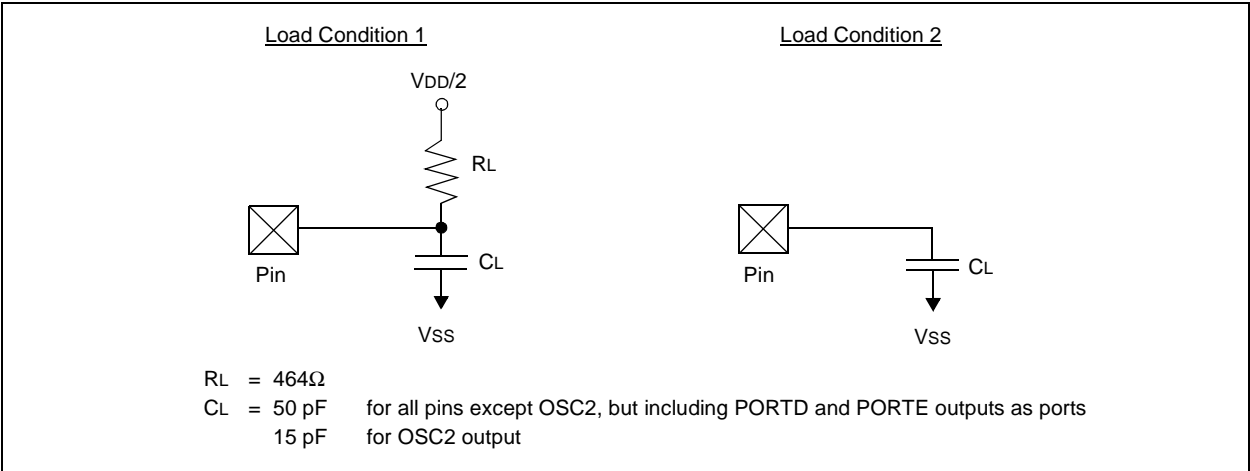 Load Condition 1
VDD/2
RL
Pin
CL
VSS
Load Condition 2
Pin
CL
VSS
RL = 464Ω
CL = 50 pF for all pins except OSC2, but including PORTD and PORTE outputs as ports
15 pF for OSC2 output